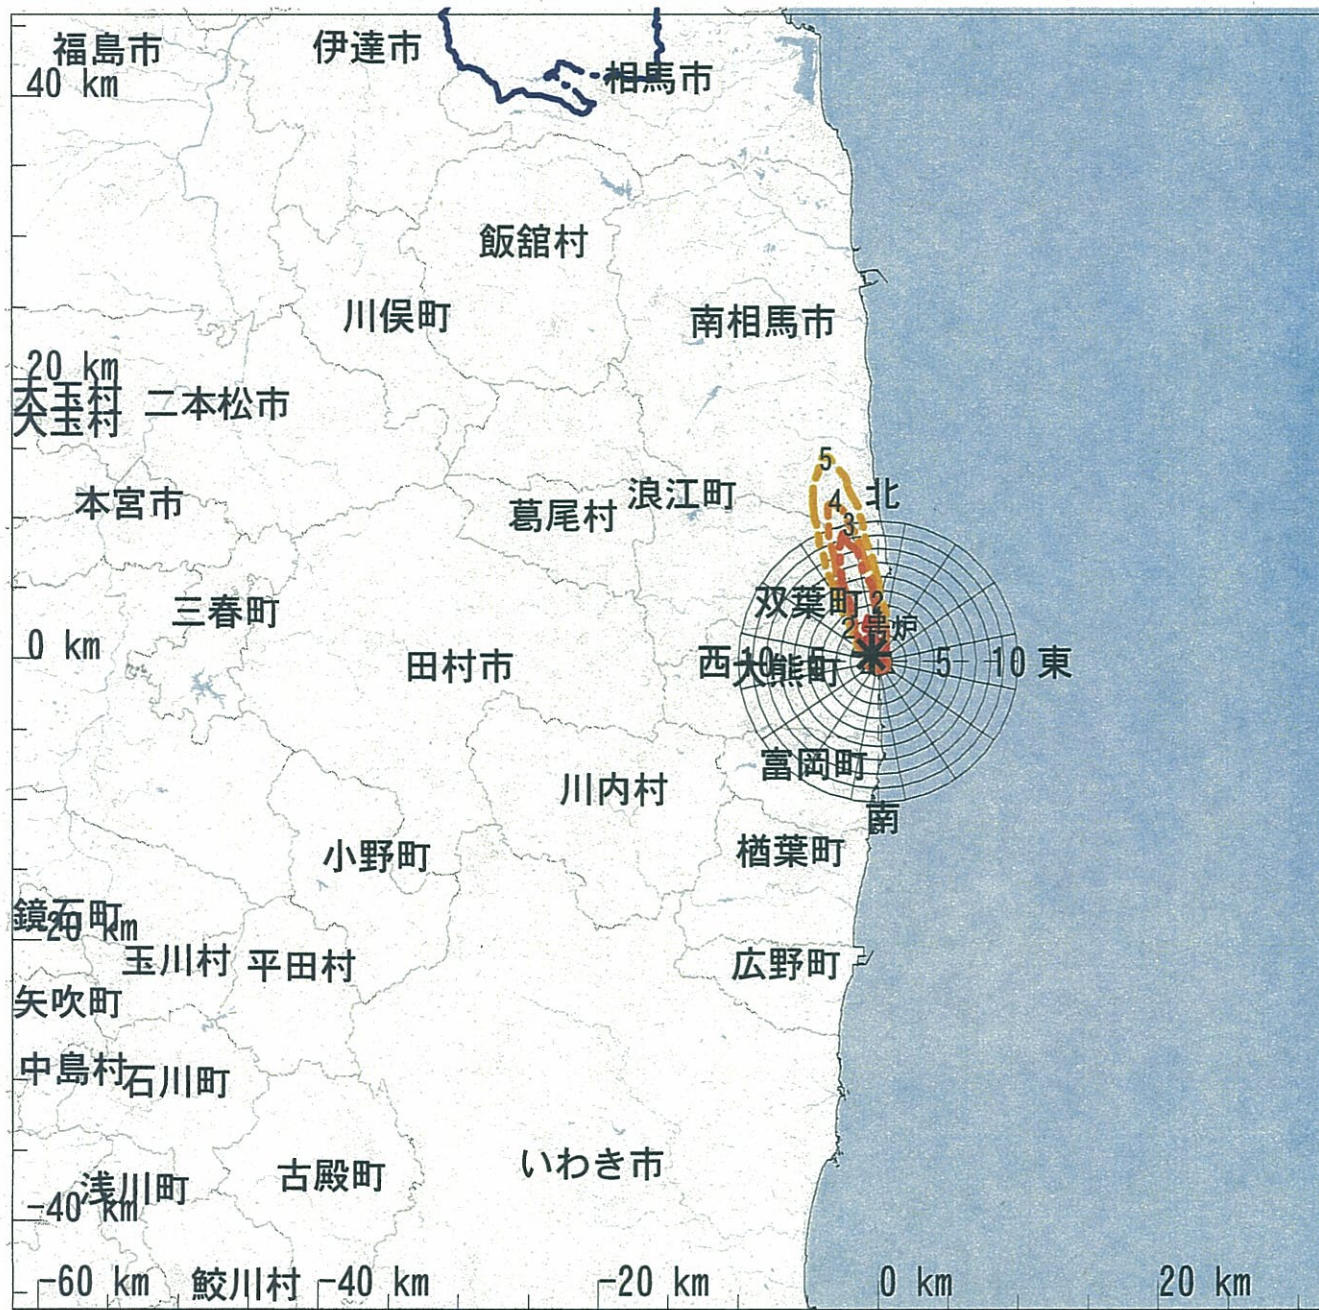 福島市
伊達市
相馬市
40 km
飯舘村
川俣町
南相馬市
20 km
大玉村
二本松市
大玉村
5
本宮市
葛尾村
浪江町
4
北
3
三春町
双葉町
2
2号炉
0 km
田村市
西
10
5
大熊町
5
10
東
富岡町
川内村
南
小野町
楢葉町
鏡石町
-20 km
玉川村
平田村
広野町
矢吹町
中島村
石川町
いわき市
古殿町
浅川町
-40 km
-60 km
鮫川村
-40 km
-20 km
0 km
20 km